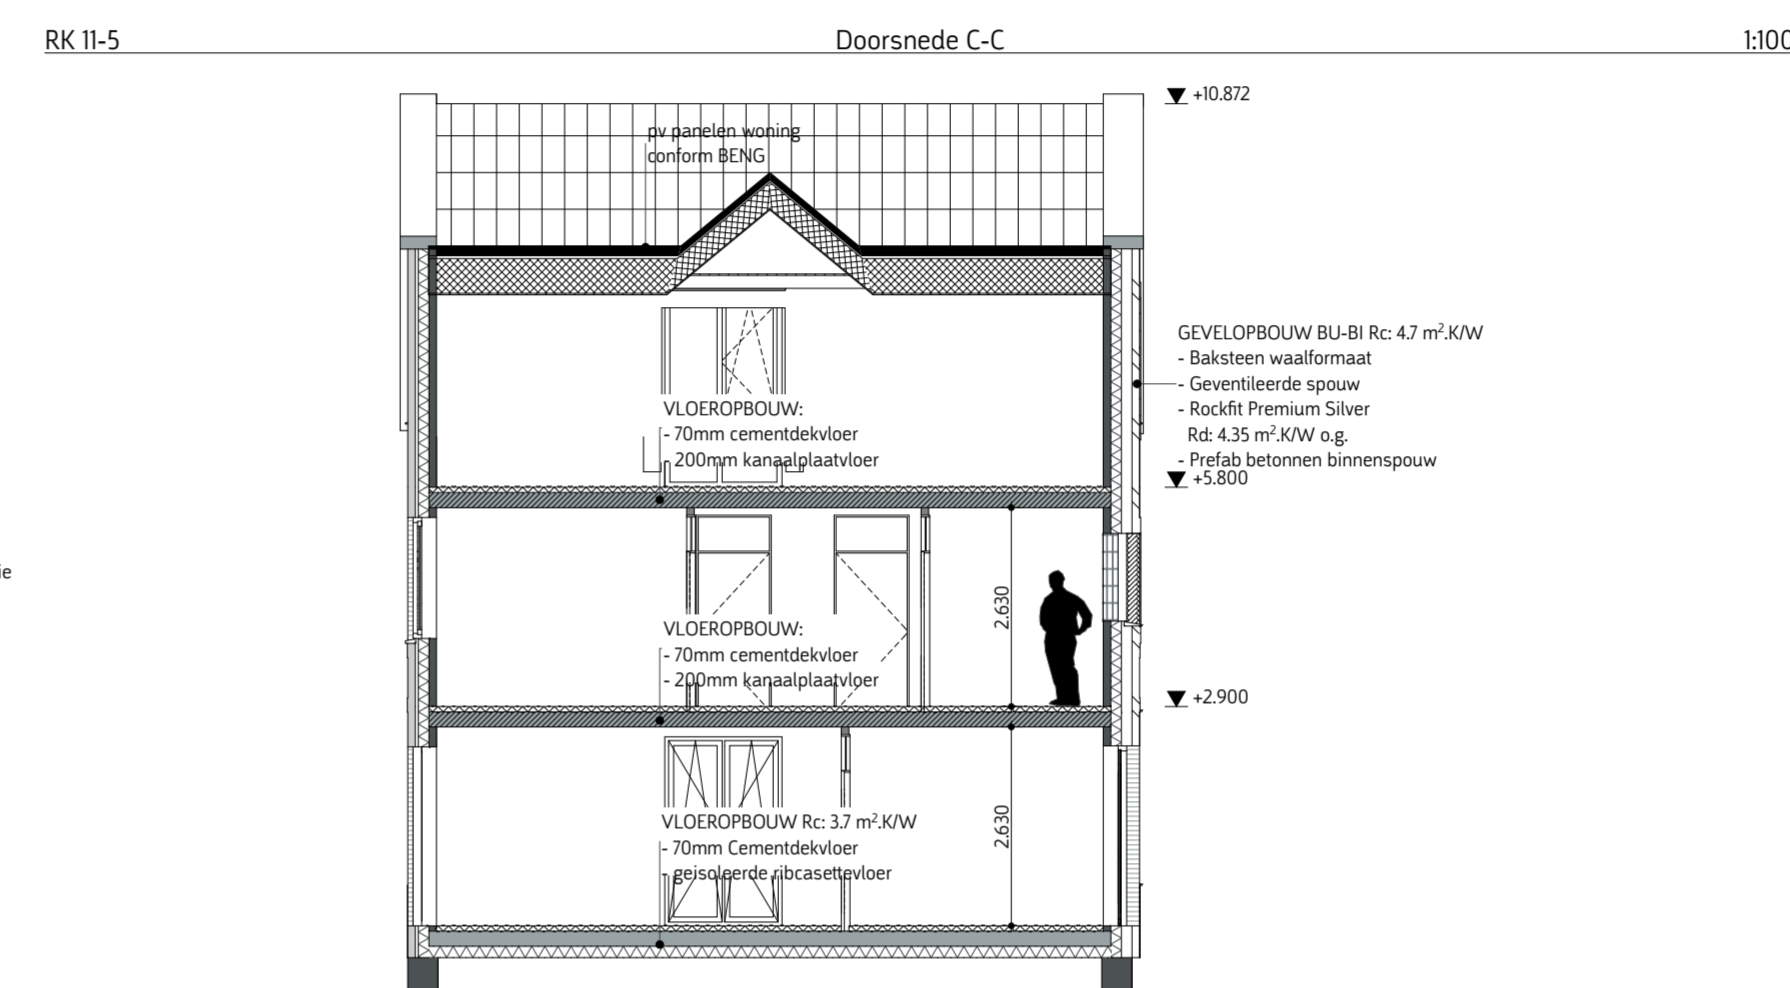 RK 11-5
Doorsnede C-C
1:100
+10.872
pv panelen woning
conform BENG
GEVELOPBOUW BU-BI Rc: 4.7 m².K/W
- Baksteen waalformaat
- Geventileerde spouw
- Rockfit Premium Silver
Rd: 4.35 m².K/W o.g.
- Prefab betonnen binnenspouw
VLOEROPBOUW:
- 70mm cementdekvloer
- 200mm kanaalplaatvloer
+5.800
ie
2.630
VLOEROPBOUW:
- 70mm cementdekvloer
- 200mm kanaalplaatvloer
+2.900
2.630
VLOEROPBOUW Rc: 3.7 m².K/W
- 70mm Cementdekvloer
- geisoleerde ribcasettevloer